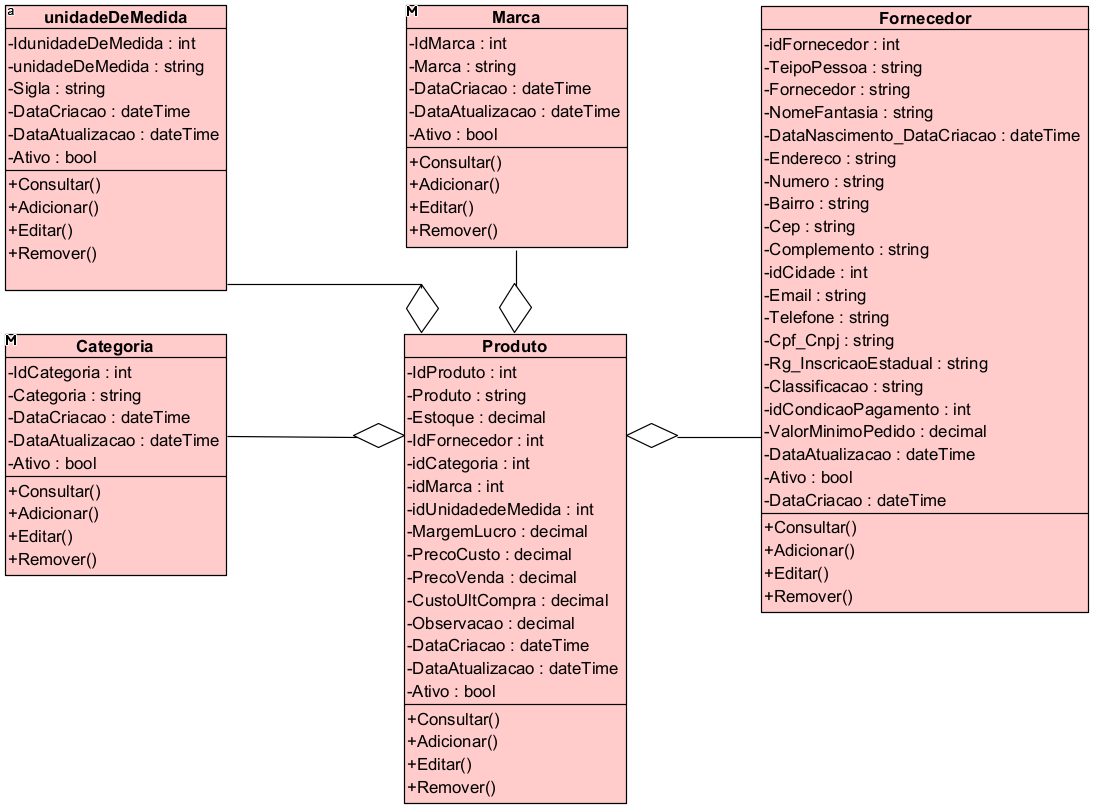 a
unidadeDeMedida
-IdunidadeDeMedida : int
-unidadeDeMedida : string
-Sigla : string
-DataCriacao : dateTime
-DataAtualizacao : dateTime
-Ativo : bool
+Consultar()
+Adicionar()
+Editar()
+Remover()
M
Marca
-IdMarca : int
-Marca : string
-DataCriacao : dateTime
-DataAtualizacao : dateTime
-Ativo : bool
+Consultar()
+Adicionar()
+Editar()
+Remover()
Fornecedor
-idFornecedor : int
-TeipoPessoa : string
-Fornecedor : string
-NomeFantasia : string
-DataNascimento_DataCriacao : dateTime
-Endereco : string
-Numero : string
-Bairro : string
-Cep : string
-Complemento : string
-idCidade : int
-Email : string
-Telefone : string
-Cpf_Cnpj : string
-Rg_InscricaoEstadual : string
-Classificacao : string
-idCondicaoPagamento : int
-ValorMinimoPedido : decimal
-DataAtualizacao : dateTime
-Ativo : bool
-DataCriacao : dateTime
+Consultar()
+Adicionar()
+Editar()
+Remover()
M
Categoria
-IdCategoria : int
-Categoria : string
-DataCriacao : dateTime
-DataAtualizacao : dateTime
-Ativo : bool
+Consultar()
+Adicionar()
+Editar()
+Remover()
Produto
-IdProduto : int
-Produto : string
-Estoque : decimal
-IdFornecedor : int
-idCategoria : int
-idMarca : int
-idUnidadedeMedida : int
-MargemLucro : decimal
-PrecoCusto : decimal
-PrecoVenda : decimal
-CustoUltCompra : decimal
-Observacao : decimal
-DataCriacao : dateTime
-DataAtualizacao : dateTime
-Ativo : bool
+Consultar()
+Adicionar()
+Editar()
+Remover()